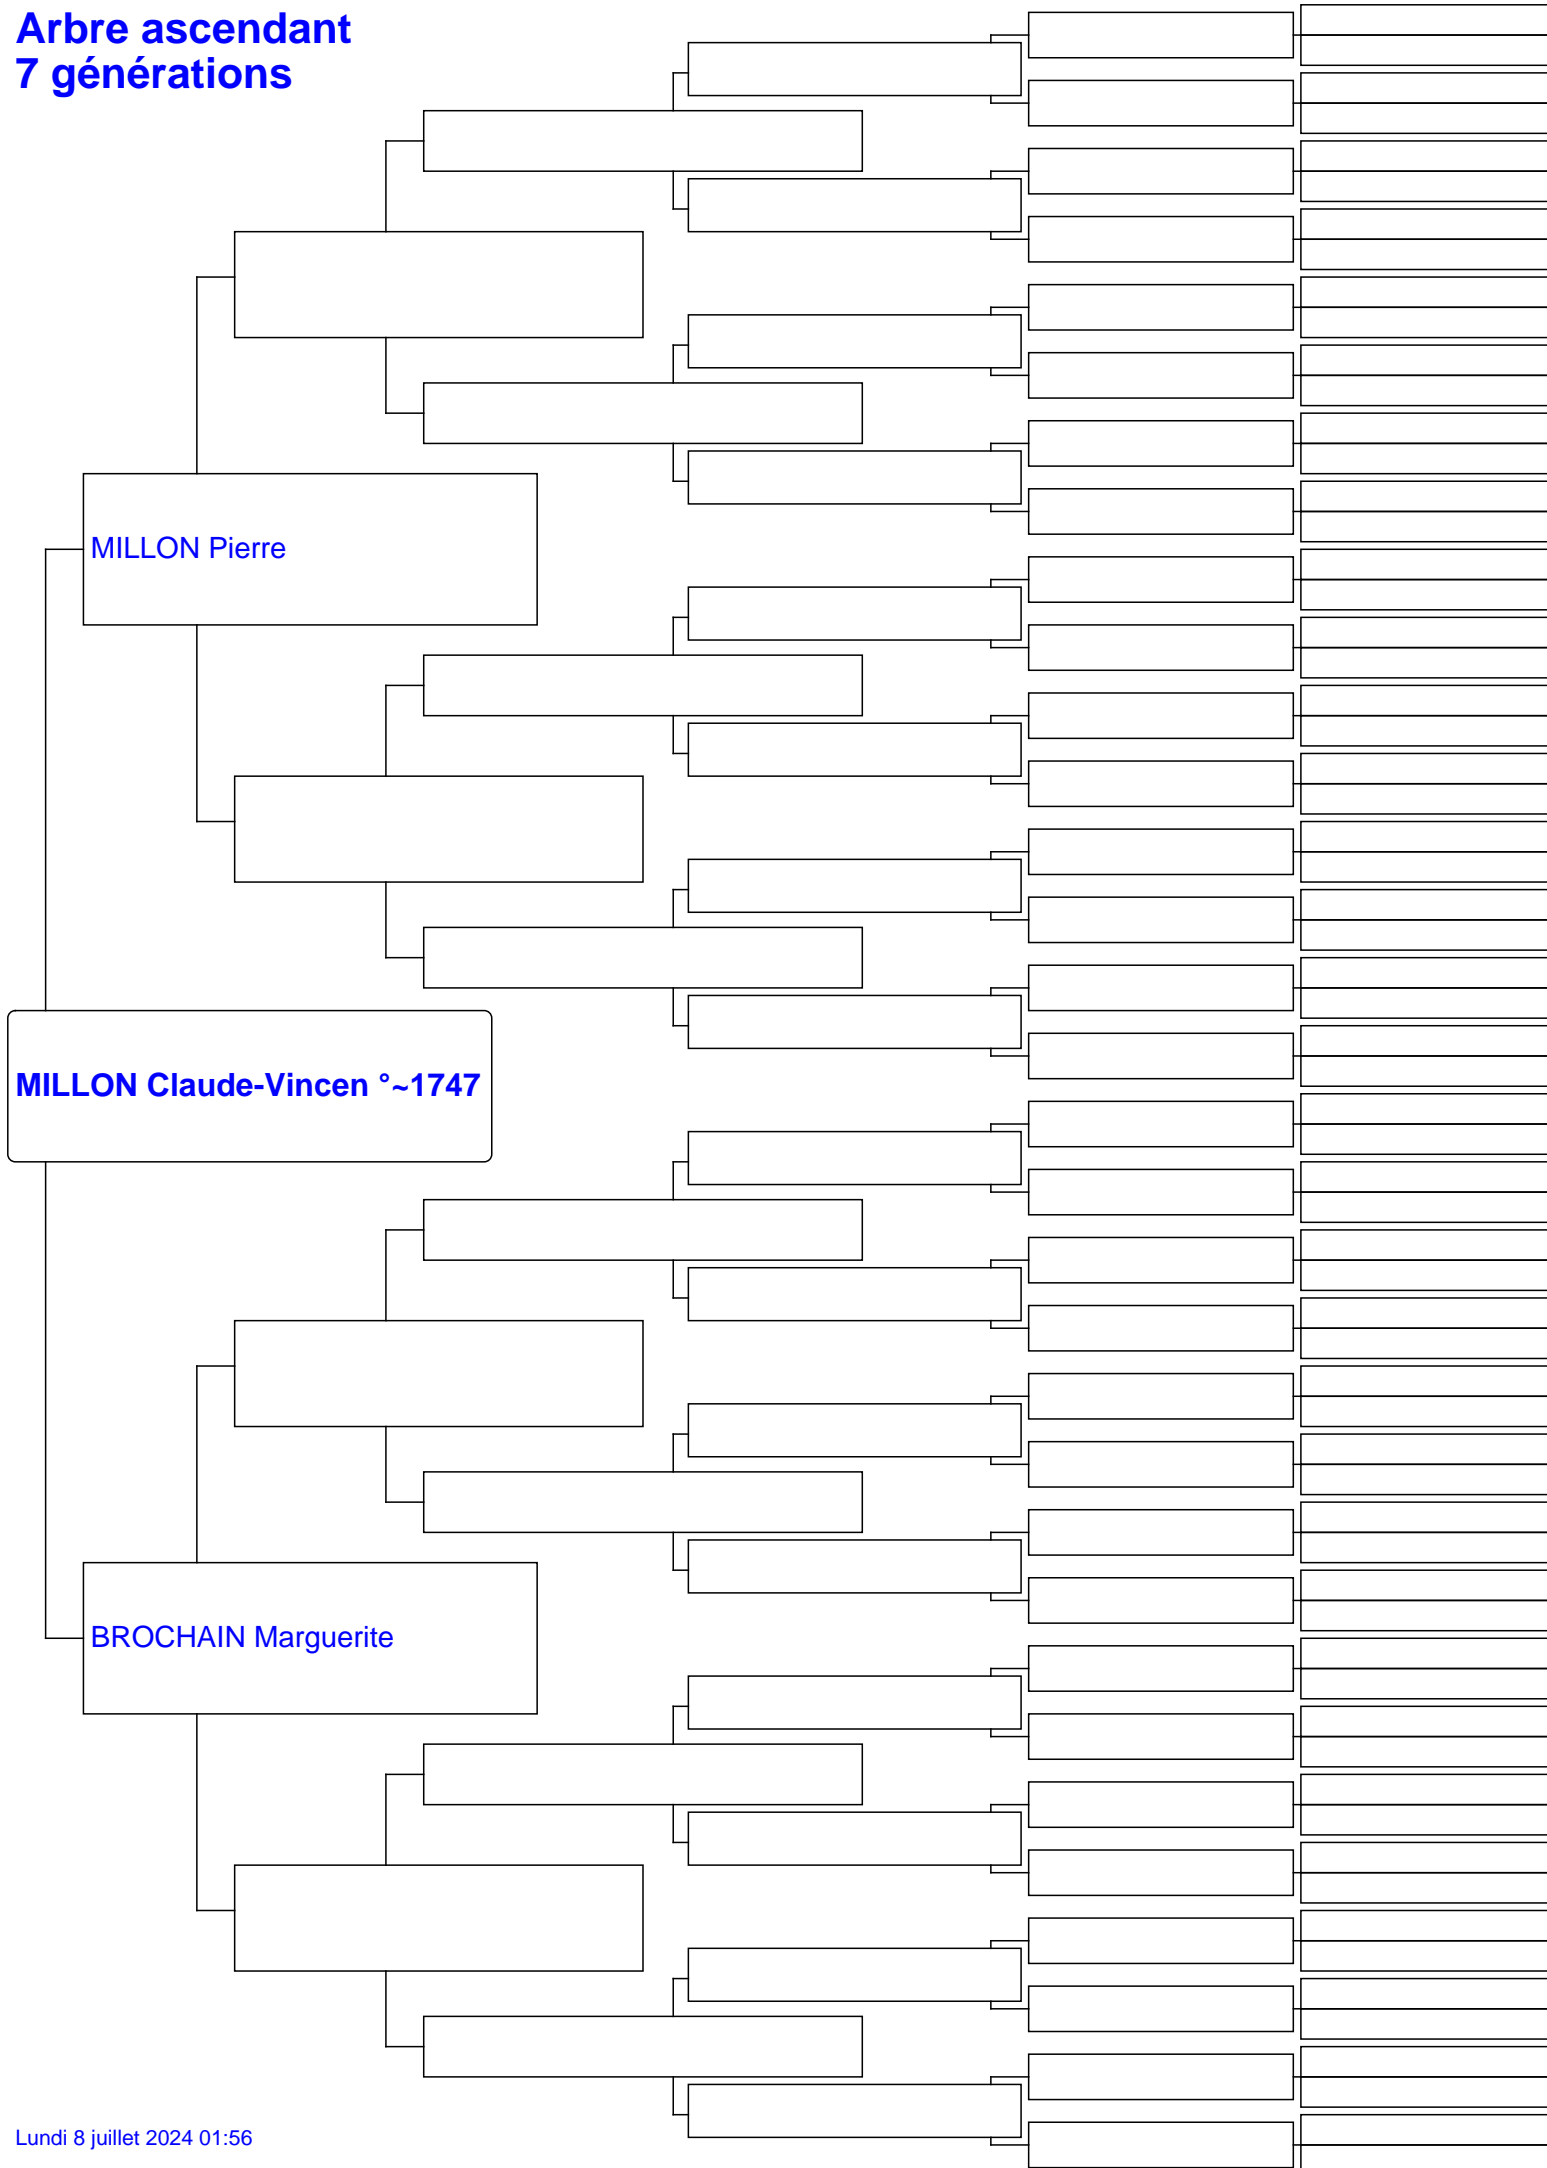 Arbre ascendant
7 générations
MILLON Pierre
MILLON Claude-Vincen °~1747
BROCHAIN Marguerite
Lundi 8 juillet 2024 01:56